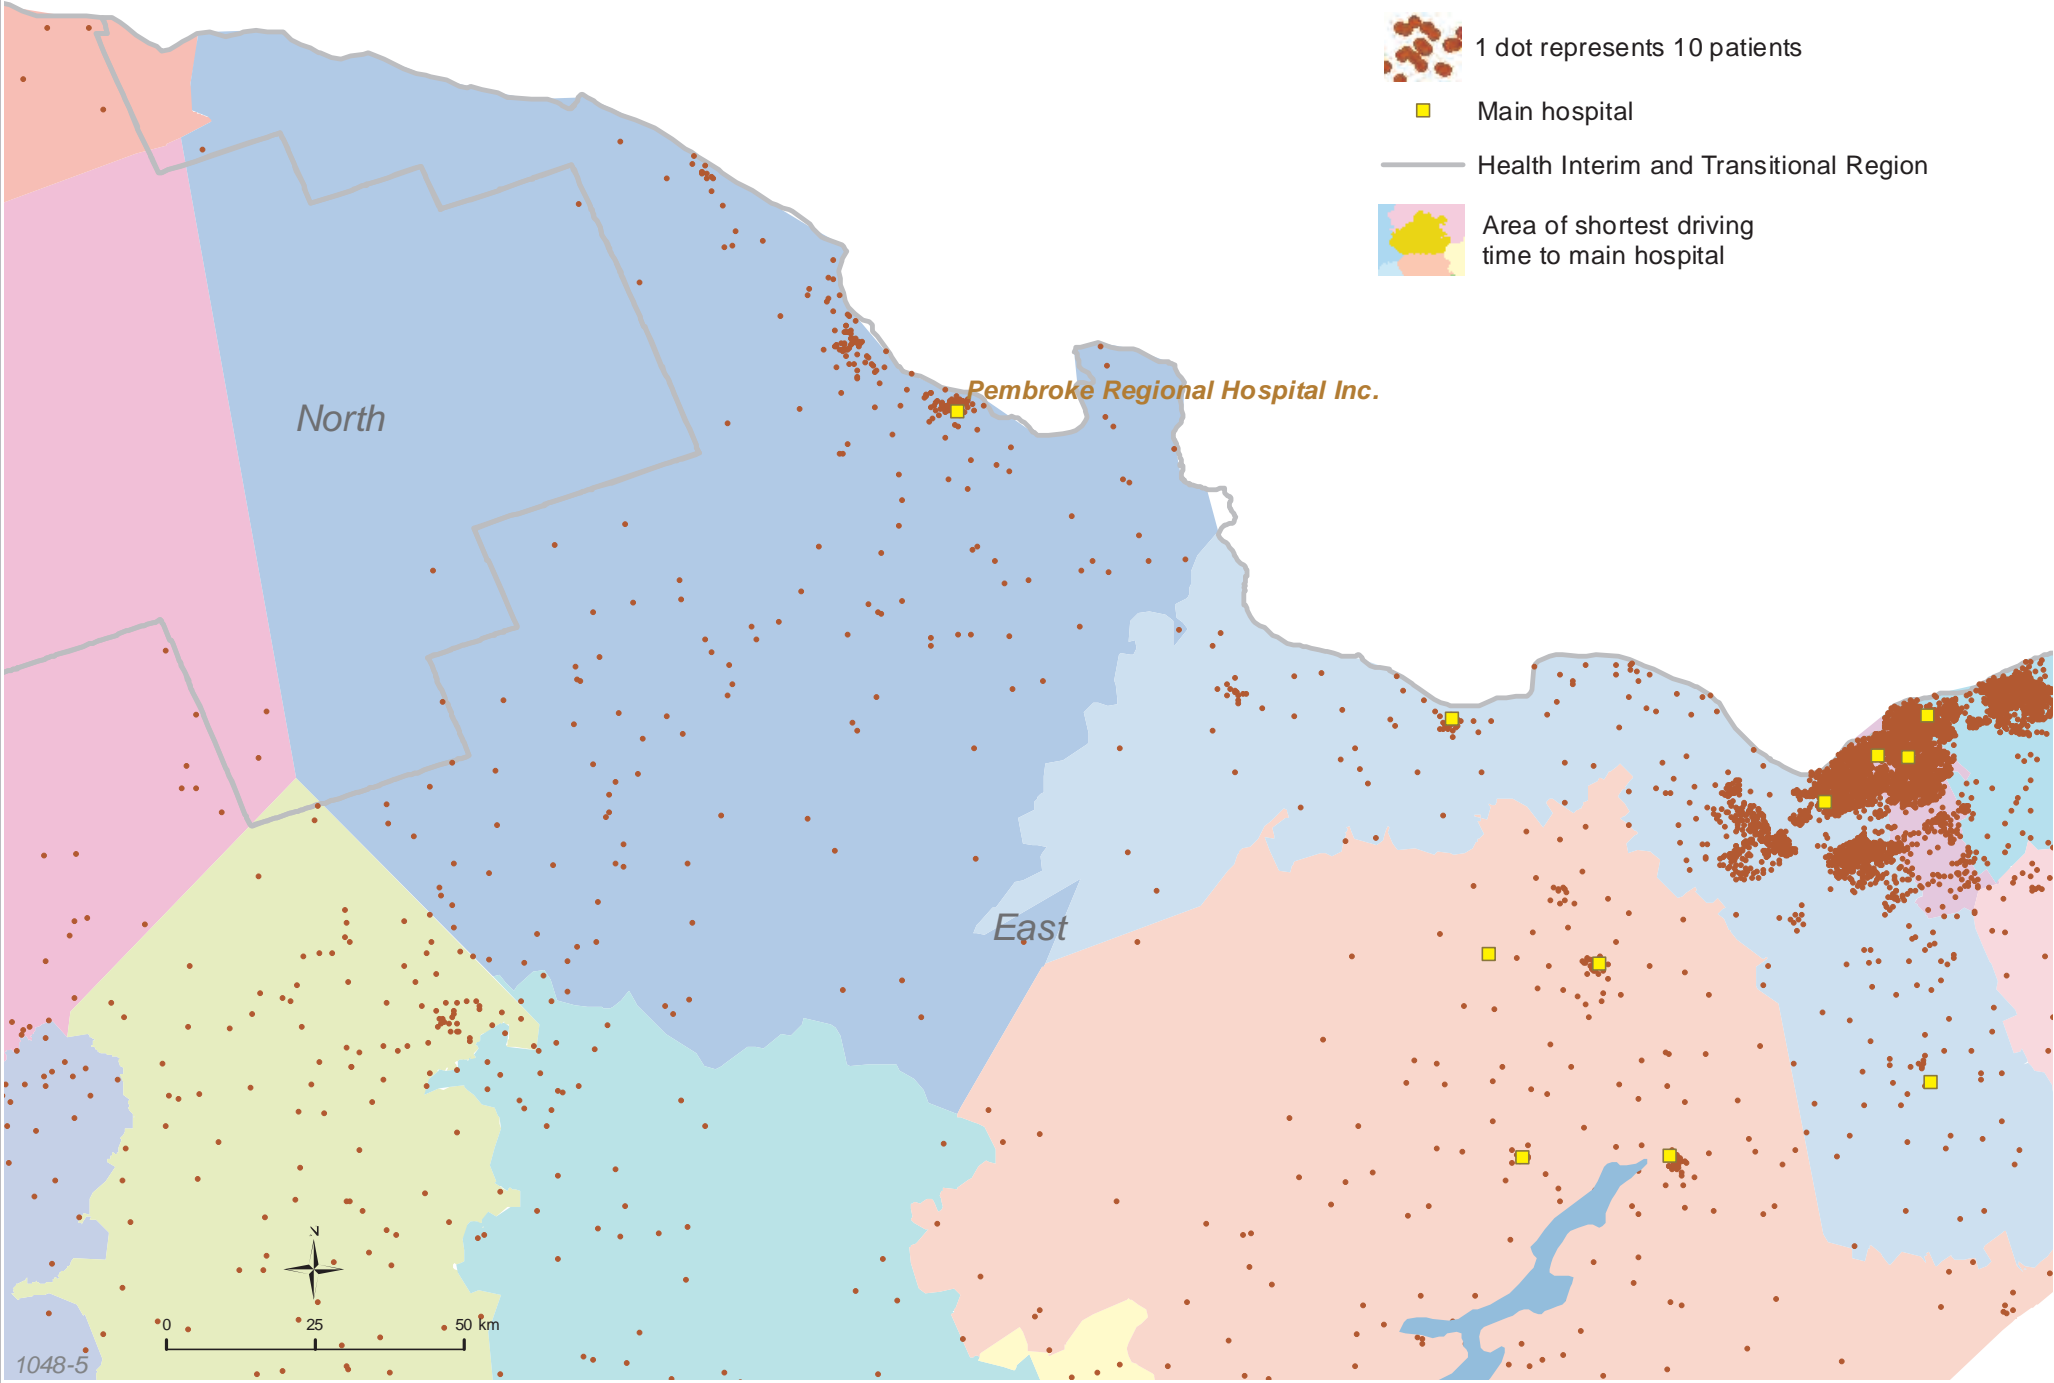 1 dot represents 10 patients
Main hospital
Health Interim and Transitional Region
Area of shortest driving
time to main hospital
Pembroke Regional Hospital Inc.
North
East
N
0 25 50 km
1048-5